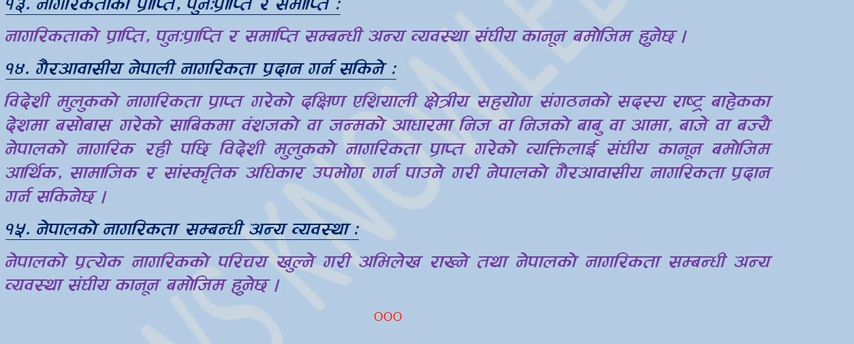 १३. नागरिकताको प्राप्ति, पुनःप्राप्ति र समाप्ति :
नागरिकताको प्राप्ति, पुनःप्राप्ति र समाप्ति सम्बन्धी अन्य व्यवस्था संघीय कानून बमोजिम हुनेछ ।
१४. गैरआवासीय नेपाली नागरिकता प्रदान गर्न सकिने :
विदेशी मुलुकको नागरिकता प्राप्त गरेको दक्षिण एशियाली क्षेत्रीय सहयोग संगठनको सदस्य राष्ट्र बाहेकका
देशमा बसोबास गरेको साबिकमा वंशजको वा जन्मको आधारमा निज वा निजको बाबु वा आमा, बाजे वा बज्यै
नेपालको नागरिक रही पछि विदेशी मुलुकको नागरिकता प्राप्त गरेको व्यक्तिलाई संघीय कानून बमोजिम
आर्थिक, सामाजिक र सांस्कृतिक अधिकार उपभोग गर्न पाउने गरी नेपालको गैरआवासीय नागरिकता प्रदान
गर्न सकिनेछ ।
१५. नेपालको नागरिकता सम्बन्धी अन्य व्यवस्था :
नेपालको प्रत्येक नागरिकको परिचय खुल्ने गरी अभिलेख राख्ने तथा नेपालको नागरिकता सम्बन्धी अन्य
व्यवस्था संघीय कानून बमोजिम हुनेछ ।
०००